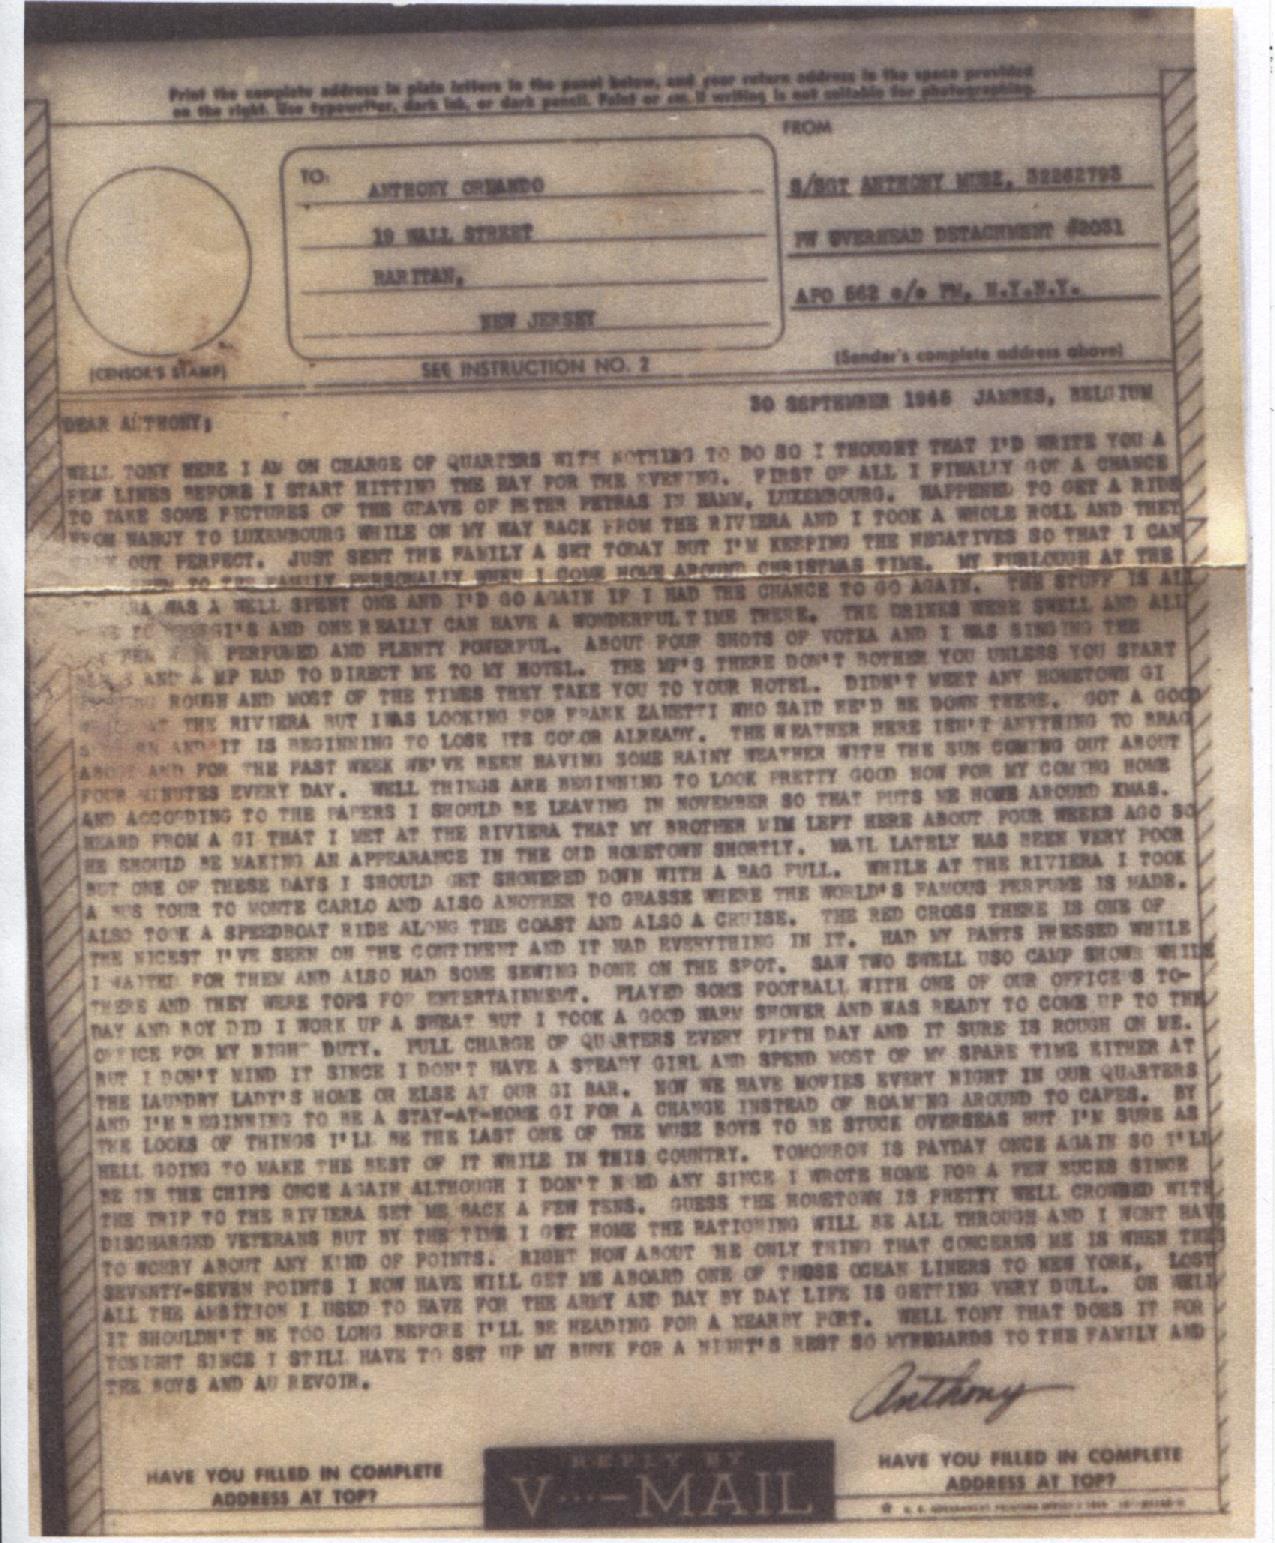 Print the complete address in plain letters in the panel below, and your return address in the space provided
on the right. Use typewriter, dark ink, or dark pencil. Faint or small writing is not suitable for photographing.
FROM
TO:
ANTHONY ORLANDO
19 WALL STREET
RARITAN,
NEW JERSEY
S/SGT ANTHONY MUSZ, 32262793
PW OVERHEAD DETACHMENT #2031
APO 562 c/o PM, N.Y.N.Y.
(CENSOR'S STAMP)
SEE INSTRUCTION NO. 2
(Sender's complete address above)
30 SEPTEMBER 1945 JAMBES, BELGIUM
DEAR ANTHONY;
WELL TONY HERE I AM ON CHARGE OF QUARTERS WITH NOTHING TO DO SO I THOUGHT THAT I'D WRITE YOU A
FEW LINES BEFORE I START HITTING THE HAY FOR THE EVENING. FIRST OF ALL I FINALLY GOT A CHANCE
TO TAKE SOME PICTURES OF THE GRAVE OF PETER PETRAS IN HAMM, LUXEMBOURG. HAPPENED TO GET A RIDE
FROM NANCY TO LUXEMBOURG WHILE ON MY WAY BACK FROM THE RIVIERA AND I TOOK A WHOLE ROLL AND THEY
OUT PERFECT. JUST SENT THE FAMILY A SET TODAY BUT I'M KEEPING THE NEGATIVES SO THAT I CAN
TO THE FAMILY PERSONALLY WHEN I COME HOME AROUND CHRISTMAS TIME. MY FURLOUGH AT THE
WAS A WELL SPENT ONE AND I'D GO AGAIN IF I HAD THE CHANCE TO GO AGAIN. THE STUFF IS ALL
GI'S AND ONE REALLY CAN HAVE A WONDERFUL TIME THERE. THE DRINKS WERE SWELL AND ALL
PERFUMED AND PLENTY POWERFUL. ABOUT FOUR SHOTS OF VOTKA AND I WAS SINGING THE
AND A MP HAD TO DIRECT ME TO MY HOTEL. THE MP'S THERE DON'T BOTHER YOU UNLESS YOU START
ROUGH AND MOST OF THE TIMES THEY TAKE YOU TO YOUR HOTEL. DIDN'T MEET ANY HOMETOWN GI
AT THE RIVIERA BUT I WAS LOOKING FOR FRANK ZANETTI WHO SAID HE'D BE DOWN THERE. GOT A GOOD
AND IT IS BEGINNING TO LOSE ITS COLOR ALREADY. THE WEATHER HERE ISN'T ANYTHING TO BRAG
ABOUT AND FOR THE PAST WEEK WE'VE BEEN HAVING SOME RAINY WEATHER WITH THE SUN COMING OUT ABOUT
FOUR MINUTES EVERY DAY. WELL THINGS ARE BEGINNING TO LOOK PRETTY GOOD NOW FOR MY COMING HOME
AND ACCORDING TO THE PAPERS I SHOULD BE LEAVING IN NOVEMBER SO THAT PUTS ME HOME AROUND XMAS.
HEARD FROM A GI THAT I MET AT THE RIVIERA THAT MY BROTHER MIM LEFT HERE ABOUT FOUR WEEKS AGO SO
HE SHOULD BE MAKING AN APPEARANCE IN THE OLD HOMETOWN SHORTLY. MAIL LATELY HAS BEEN VERY POOR
BUT ONE OF THESE DAYS I SHOULD GET SHOWERED DOWN WITH A BAG FULL. WHILE AT THE RIVIERA I TOOK
A BUS TOUR TO MONTE CARLO AND ALSO ANOTHER TO GRASSE WHERE THE WORLD'S FAMOUS PERFUME IS MADE.
ALSO TOOK A SPEEDBOAT RIDE ALONG THE COAST AND ALSO A CRUISE. THE RED CROSS THERE IS ONE OF
THE NICEST I'VE SEEN ON THE CONTINENT AND IT HAD EVERYTHING IN IT. HAD MY PANTS PRESSED WHILE
I WAITED FOR THEM AND ALSO HAD SOME SEWING DONE ON THE SPOT. SAW TWO SWELL USO CAMP SHOWS WHILE
THERE AND THEY WERE TOPS FOR ENTERTAINMENT. PLAYED SOME FOOTBALL WITH ONE OF OUR OFFICERS TO-
DAY AND BOY DID I WORK UP A SWEAT BUT I TOOK A GOOD WARM SHOWER AND WAS READY TO COME UP TO THE
OFFICE FOR MY NIGHT DUTY. PULL CHARGE OF QUARTERS EVERY FIFTH DAY AND IT SURE IS ROUGH ON ME.
BUT I DON'T MIND IT SINCE I DON'T HAVE A STEADY GIRL AND SPEND MOST OF MY SPARE TIME EITHER AT
THE LAUNDRY LADY'S HOME OR ELSE AT OUR GI BAR. NOW WE HAVE MOVIES EVERY NIGHT IN OUR QUARTERS
AND I'M BEGINNING TO BE A STAY-AT-HOME GI FOR A CHANGE INSTEAD OF ROAMING AROUND TO CAFES. BY
THE LOOKS OF THINGS I'LL BE THE LAST ONE OF THE MUSZ BOYS TO BE STUCK OVERSEAS BUT I'M SURE AS
HELL GOING TO MAKE THE BEST OF IT WHILE IN THIS COUNTRY. TOMORROW IS PAYDAY ONCE AGAIN SO I'LL
BE IN THE CHIPS ONCE AGAIN ALTHOUGH I DON'T NEED ANY SINCE I WROTE HOME FOR A FEW BUCKS SINCE
THE TRIP TO THE RIVIERA SET ME BACK A FEW TENS. GUESS THE HOMETOWN IS PRETTY WELL CROWDED WITH
DISCHARGED VETERANS BUT BY THE TIME I GET HOME THE RATIONING WILL BE ALL THROUGH AND I WONT HAVE
TO WORRY ABOUT ANY KIND OF POINTS. RIGHT NOW ABOUT HE ONLY THING THAT CONCERNS ME IS WHEN THE
SEVENTY-SEVEN POINTS I NOW HAVE WILL GET ME ABOARD ONE OF THOSE OCEAN LINERS TO NEW YORK. LOST
ALL THE AMBITION I USED TO HAVE FOR THE ARMY AND DAY BY DAY LIFE IS GETTING VERY DULL. OH WELL
IT SHOULDN'T BE TOO LONG BEFORE I'LL BE HEADING FOR A NEARBY PORT. WELL TONY THAT DOES IT FOR
TONIGHT SINCE I STILL HAVE TO SET UP MY BUNK FOR A NIGHT'S REST SO MYREGARDS TO THE FAMILY AND
THE BOYS AND AU REVOIR.
Anthony
HAVE YOU FILLED IN COMPLETE
ADDRESS AT TOP?
REPLY BY
V···—MAIL
HAVE YOU FILLED IN COMPLETE
ADDRESS AT TOP?